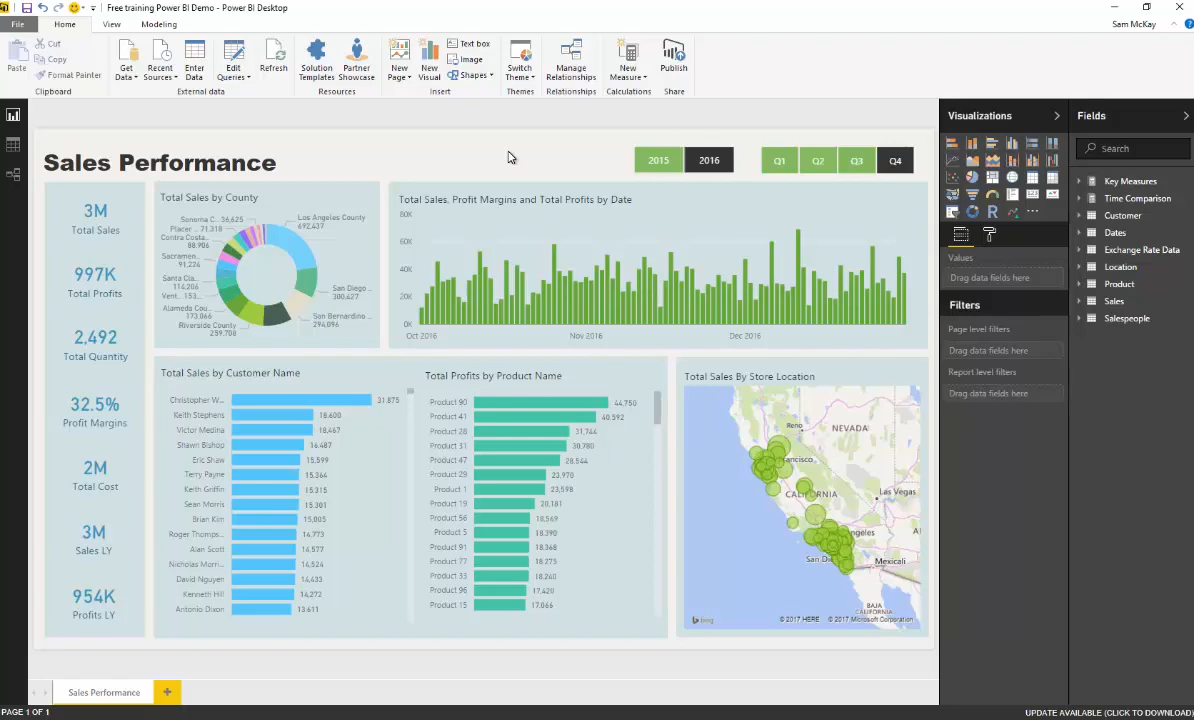 Free training Power BI Demo - Power BI Desktop
Sam McKay
File
Home
View
Modeling
Paste
Cut
Copy
Format Painter
Get Data
Recent Sources
Enter Data
Edit Queries
Refresh
Solution Templates
Partner Showcase
New Page
New Visual
Text box
Image
Shapes
Switch Theme
Manage Relationships
New Measure
Publish
Clipboard
External data
Resources
Insert
Themes
Relationships
Calculations
Share
Sales Performance
2015
2016
Q1
Q2
Q3
Q4
3M
Total Sales
997K
Total Profits
2,492
Total Quantity
32.5%
Profit Margins
2M
Total Cost
3M
Sales LY
954K
Profits LY
Total Sales by County
Sonoma C... 36,625
Placer ... 71,318
Contra Costa...
88,906
Sacramen...
91,226
Santa Cla...
114,206
Vent... 153...
Alameda Cou...
173,066
Riverside County
259,708
Los Angeles County
692,437
San Diego ...
300,627
San Bernardino ...
294,096
Total Sales, Profit Margins and Total Profits by Date
80K
60K
40K
20K
0K
Oct 2016
Nov 2016
Dec 2016
Total Sales by Customer Name
Christopher W... 31,875
Keith Stephens 18,600
Victor Medina 18,467
Shawn Bishop 16,487
Eric Shaw 15,599
Terry Payne 15,364
Keith Griffin 15,315
Sean Morris 15,301
Brian Kim 15,005
Roger Thomps... 14,773
Alan Scott 14,577
Nicholas Morri... 14,524
David Nguyen 14,433
Kenneth Hill 14,272
Antonio Dixon 13,611
Total Profits by Product Name
Product 90 44,750
Product 41 40,592
Product 28 31,744
Product 31 30,780
Product 47 28,544
Product 29 23,970
Product 1 23,598
Product 19 20,181
Product 56 18,569
Product 5 18,390
Product 91 18,368
Product 77 18,275
Product 35 18,240
Product 96 17,420
Product 15 17,066
Total Sales By Store Location
Reno
NEVADA
ncisco
CALIFORNIA
Las Vegas
ngeles
San Di
Mexicali
BAJA
CALIFORNIA
bing
© 2017 HERE © 2017 Microsoft Corporation
Visualizations
R
Values
Drag data fields here
Filters
Page level filters
Drag data fields here
Report level filters
Drag data fields here
Fields
Search
Key Measures
Time Comparison
Customer
Dates
Exchange Rate Data
Location
Product
Sales
Salespeople
Sales Performance
PAGE 1 OF 1
UPDATE AVAILABLE (CLICK TO DOWNLOAD)